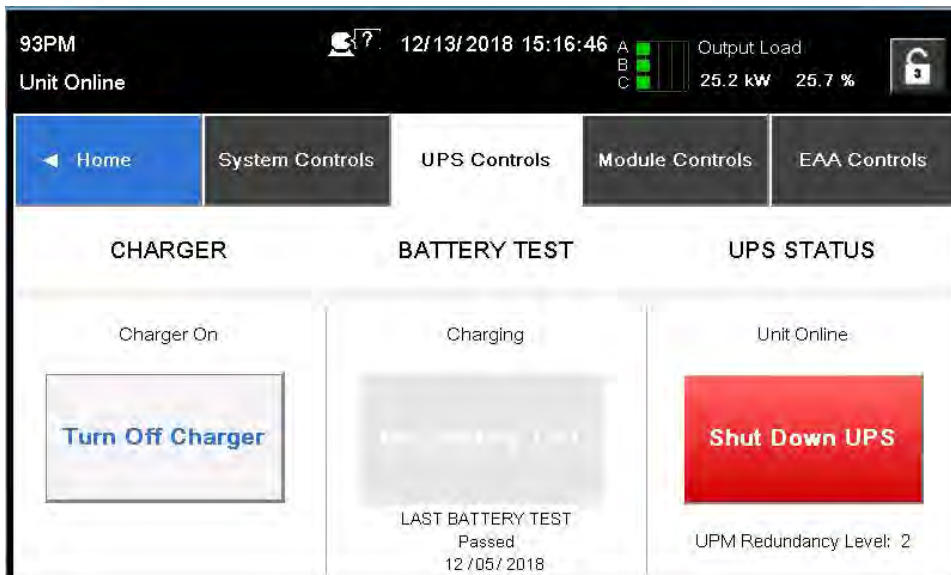 93PM
? 12/13/2018 15:16:46
A
B
C
Output Load
25.2 kW 25.7 %
3
Unit Online
◄ Home
System Controls
UPS Controls
Module Controls
EAA Controls
CHARGER
BATTERY TEST
UPS STATUS
Charger On
Charging
Unit Online
Turn Off Charger
Shut Down UPS
LAST BATTERY TEST
Passed
12/05/2018
UPM Redundancy Level: 2